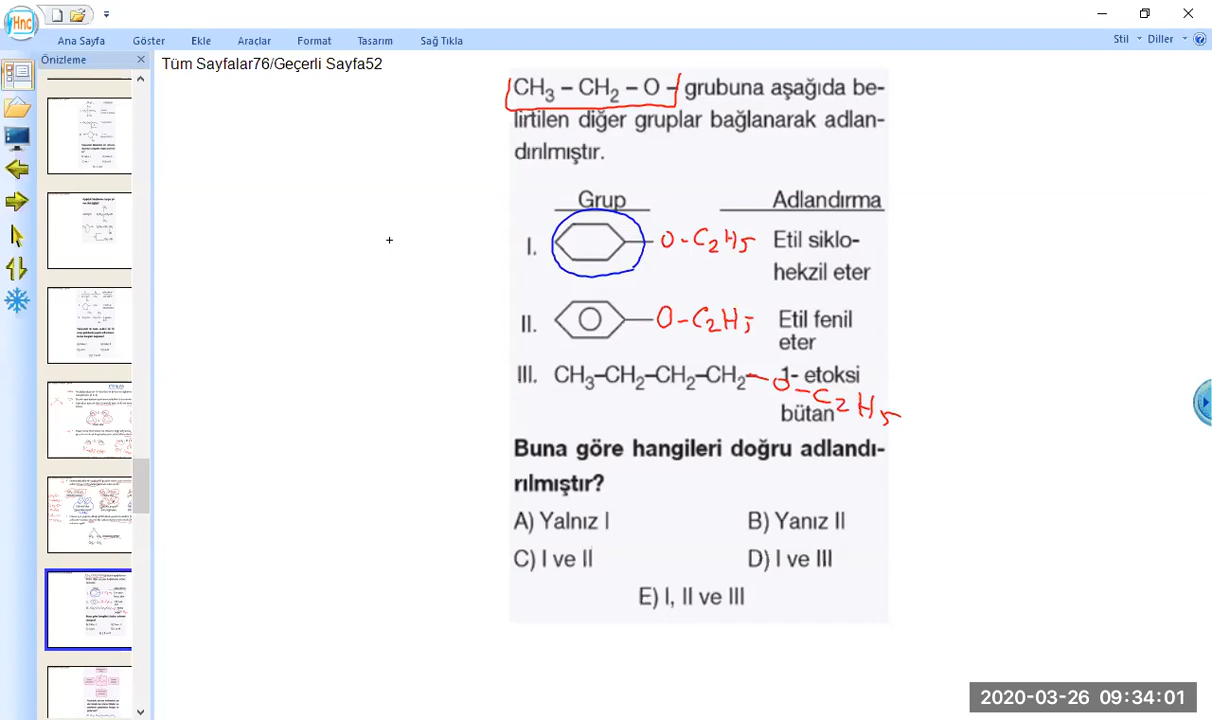 Hnc
Ana Sayfa Göster Ekle Araçlar Format Tasarım Sağ Tıkla Stil Diller
Önizleme
Tüm Sayfalar76/Geçerli Sayfa52
CH3 – CH2 – O – grubuna aşağıda be-
lirtilen diğer gruplar bağlanarak adlan-
dırılmıştır.
Grup Adlandırma
I. O - C2H5 Etil siklo-
hekzil eter
II. O - C2H5 Etil fenil
eter
III. CH3–CH2–CH2–CH2– O – C2H5 1- etoksi
bütan
Buna göre hangileri doğru adlandı-
rılmıştır?
A) Yalnız I B) Yanız II
C) I ve II D) I ve III
E) I, II ve III
2020-03-26 09:34:01